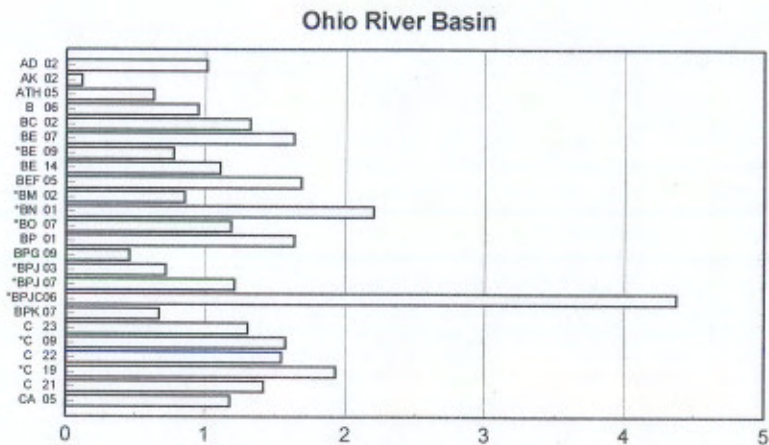 Ohio River Basin
AD 02
AK 02
ATH 05
B 06
BC 02
BE 07
*BE 09
BE 14
BEF 05
*BM 02
*BN 01
*BO 07
BP 01
BPG 09
*BPJ 03
*BPJ 07
*BPJC06
BPK 07
C 23
*C 09
C 22
*C 19
C 21
CA 05
0 1 2 3 4 5